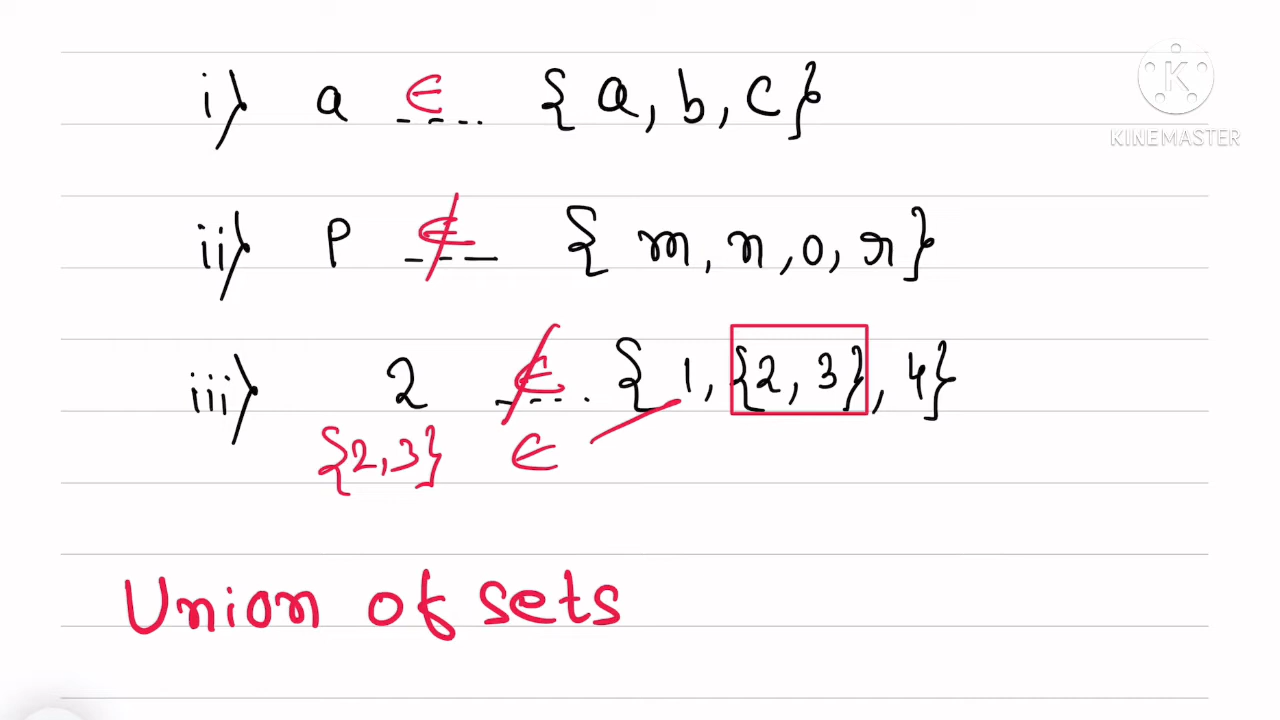 i) a ∈ {a, b, c}
K
KINEMASTER
ii) P ∉ {m, n, o, r}
iii) 2 ∉ {1, {2, 3}, 4}
{2,3} ∈
Union of sets